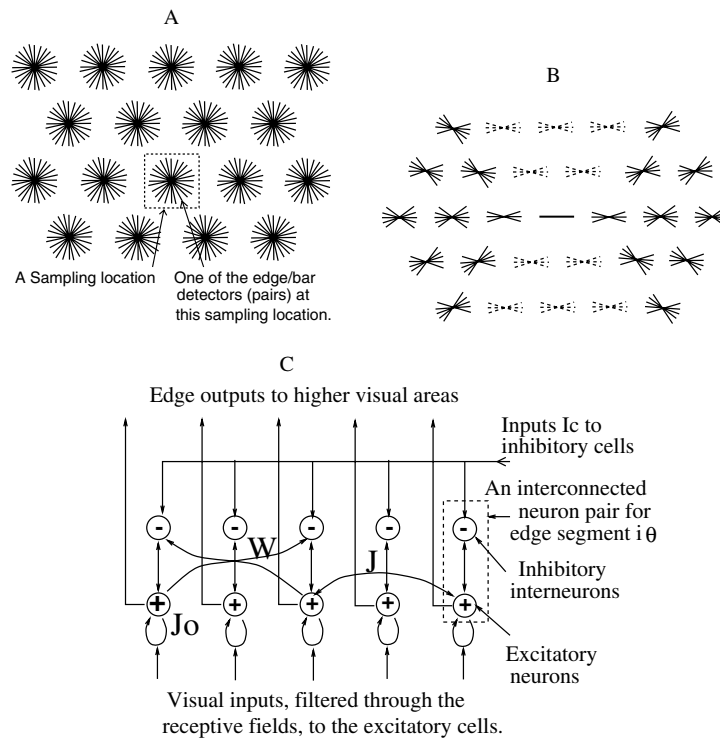 A
B
A Sampling location
One of the edge/bar
detectors (pairs) at
this sampling location.
C
Edge outputs to higher visual areas
Inputs Ic to
inhibitory cells
An interconnected
neuron pair for
edge segment i θ
- - - - -
W
J
Inhibitory
interneurons
+ + + + +
Jo
Excitatory
neurons
Visual inputs, filtered through the
receptive fields, to the excitatory cells.